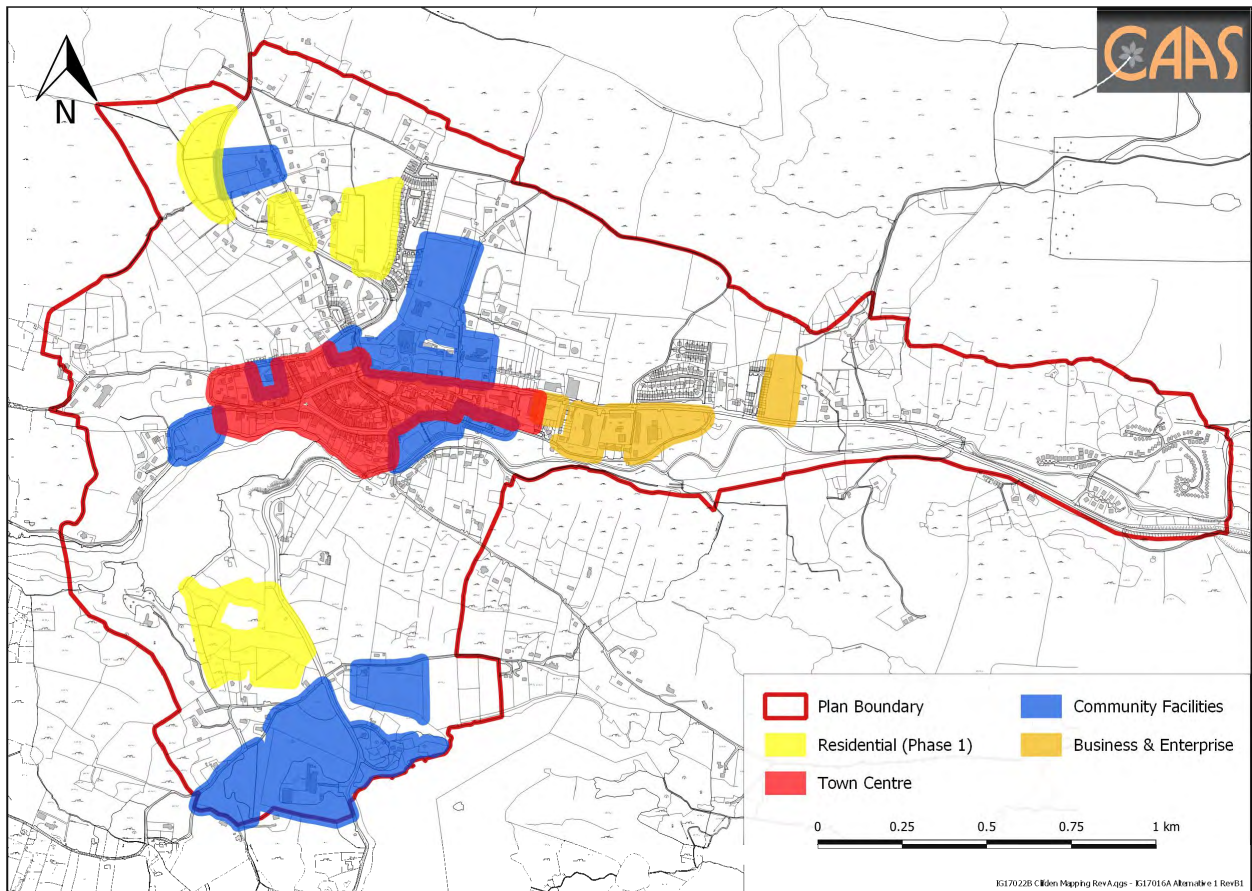 CAAS
N
Plan Boundary
Residential (Phase 1)
Town Centre
Community Facilities
Business & Enterprise
0 0.25 0.5 0.75 1 km
IG17022B Clifden Mapping RevA.qgs - IG17016A Alternative 1 RevB1